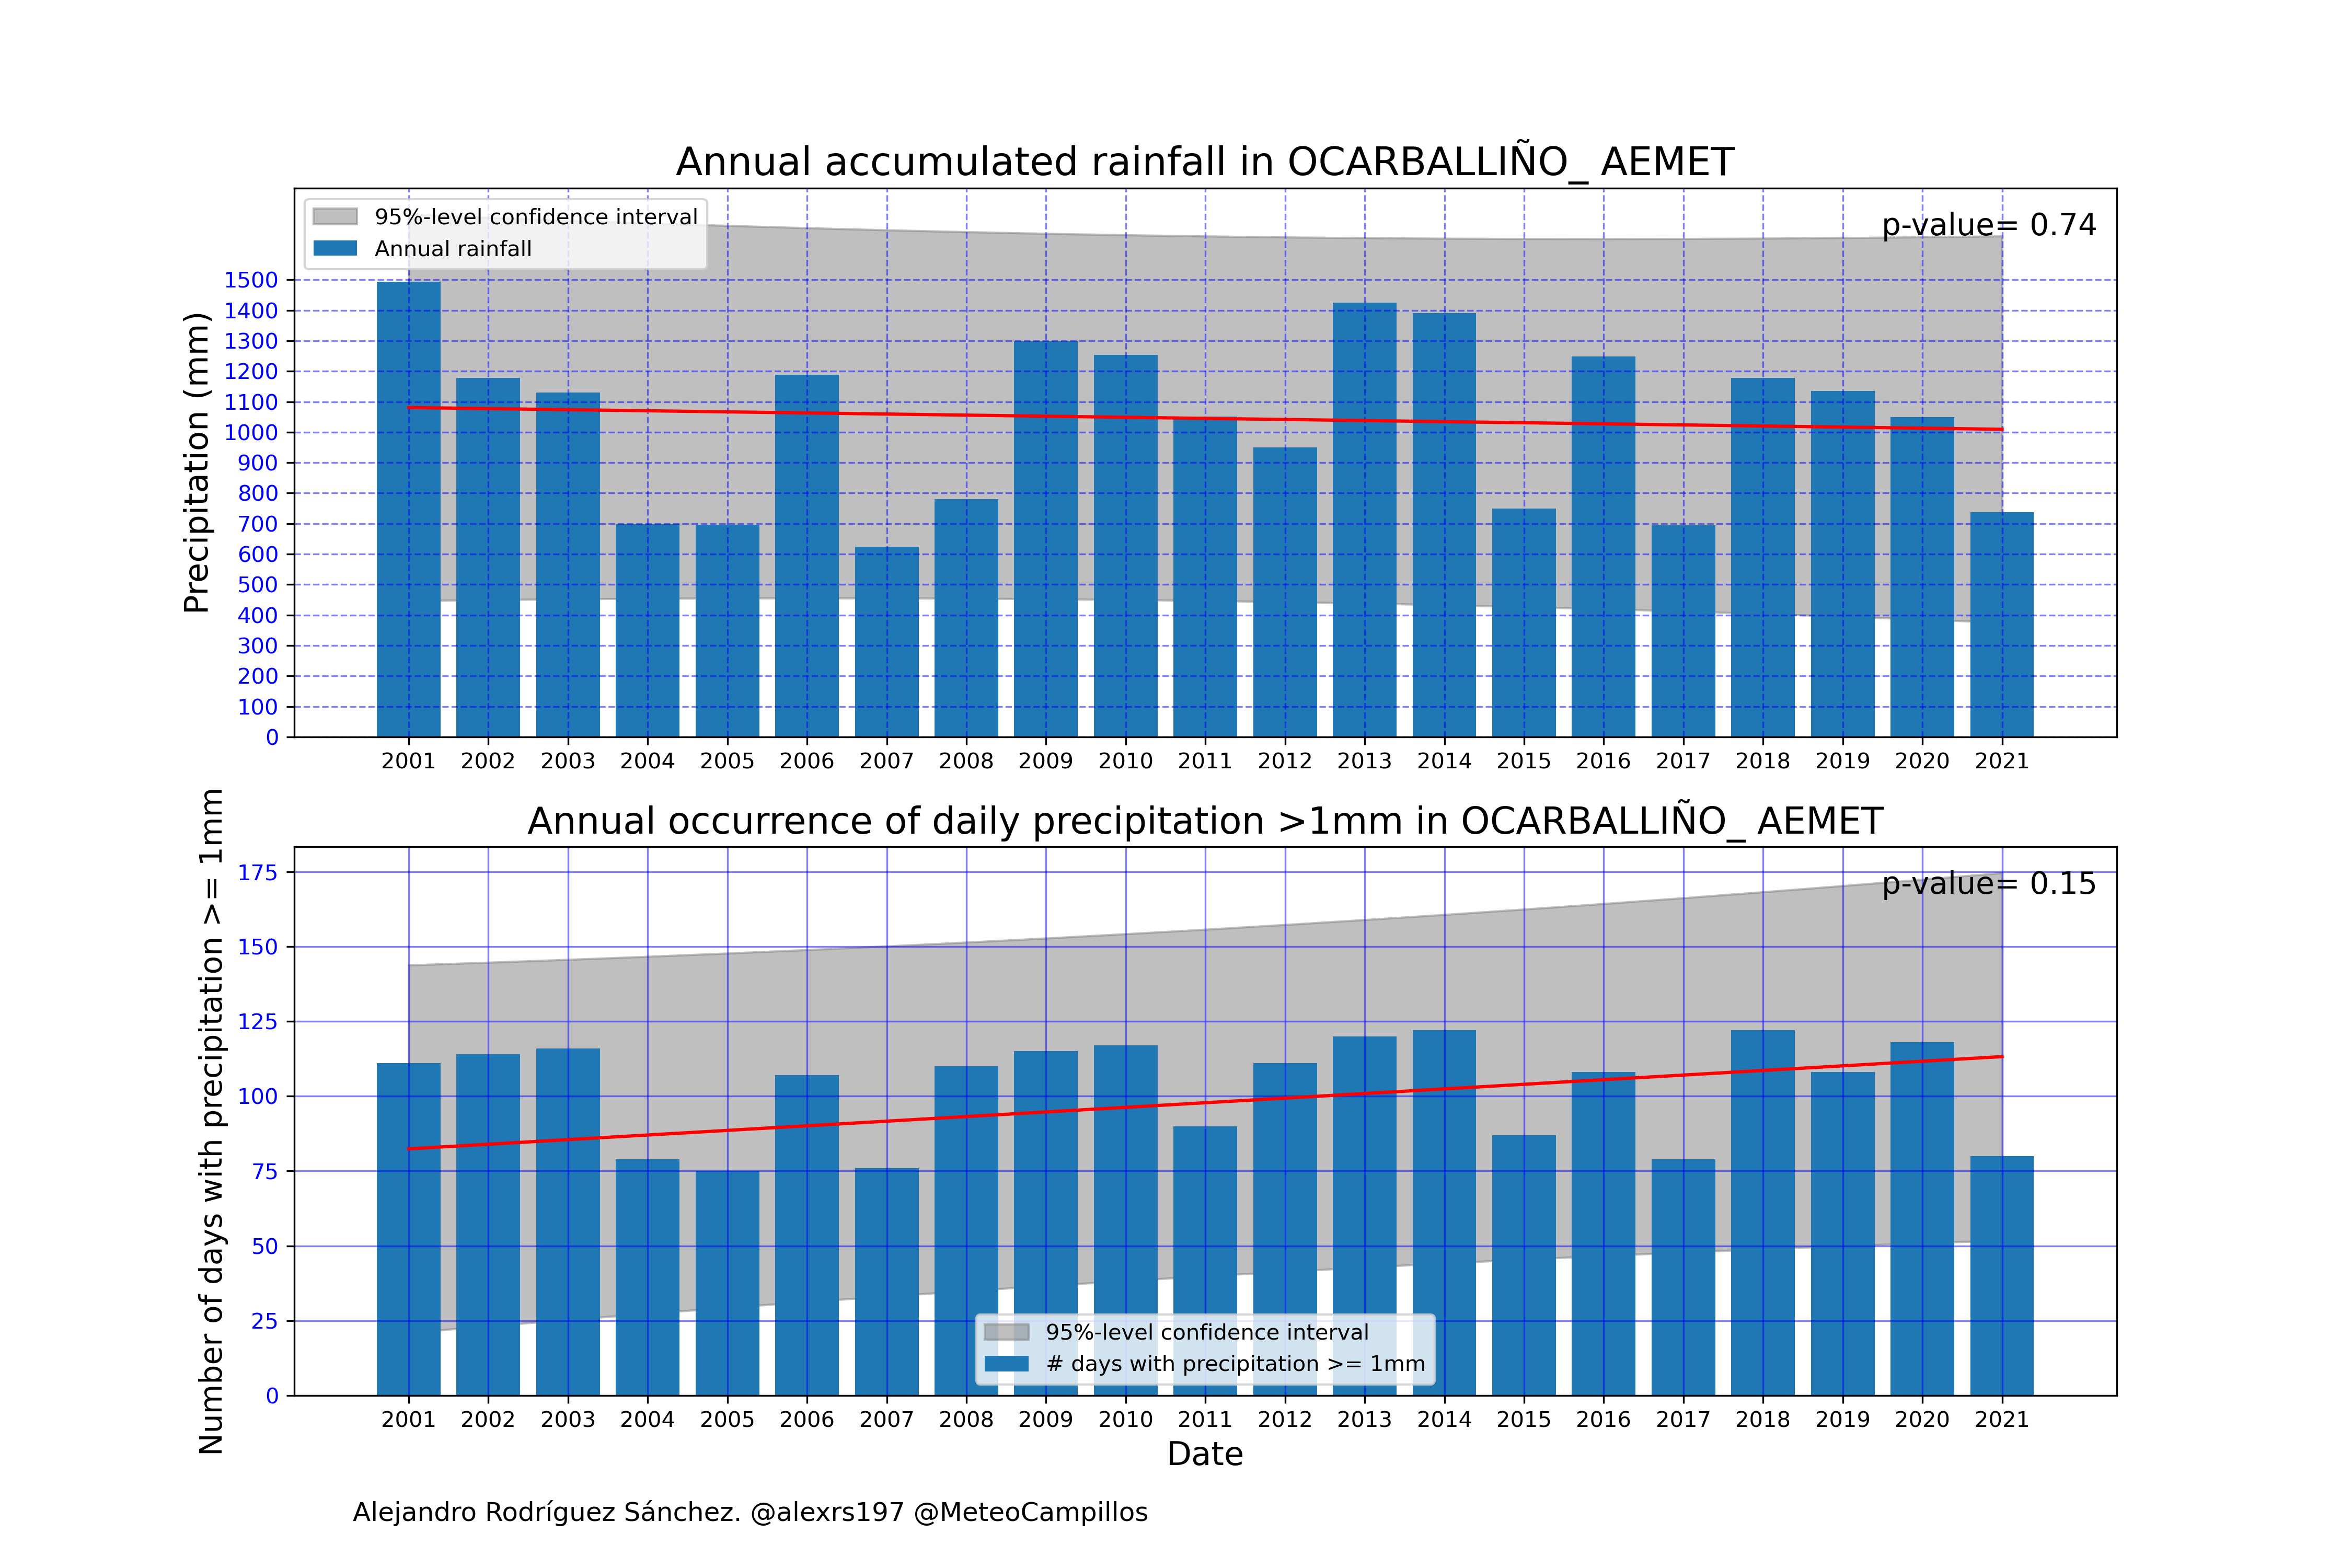 Annual accumulated rainfall in OCARBALLIÑO_ AEMET
95%-level confidence interval
Annual rainfall
p-value= 0.74
Precipitation (mm)
1500
1400
1300
1200
1100
1000
900
800
700
600
500
400
300
200
100
0
2001 2002 2003 2004 2005 2006 2007 2008 2009 2010 2011 2012 2013 2014 2015 2016 2017 2018 2019 2020 2021
Annual occurrence of daily precipitation >1mm in OCARBALLIÑO_ AEMET
p-value= 0.15
Number of days with precipitation >= 1mm
175
150
125
100
75
50
25
0
95%-level confidence interval
# days with precipitation >= 1mm
2001 2002 2003 2004 2005 2006 2007 2008 2009 2010 2011 2012 2013 2014 2015 2016 2017 2018 2019 2020 2021
Date
Alejandro Rodríguez Sánchez. @alexrs197 @MeteoCampillos